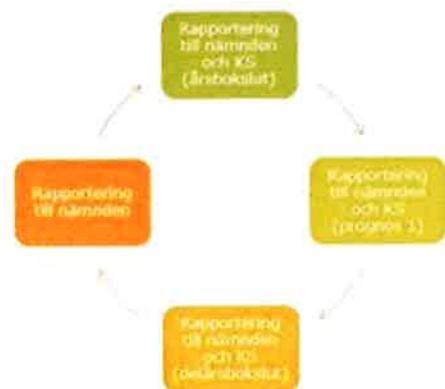 Rapportering
till nämnden
och KS
(årsbokslut)
Rapportering
till nämnden
och KS
(prognos 1)
Rapportering
till nämnden
och KS
(delårsbokslut)
Rapportering
till nämnden